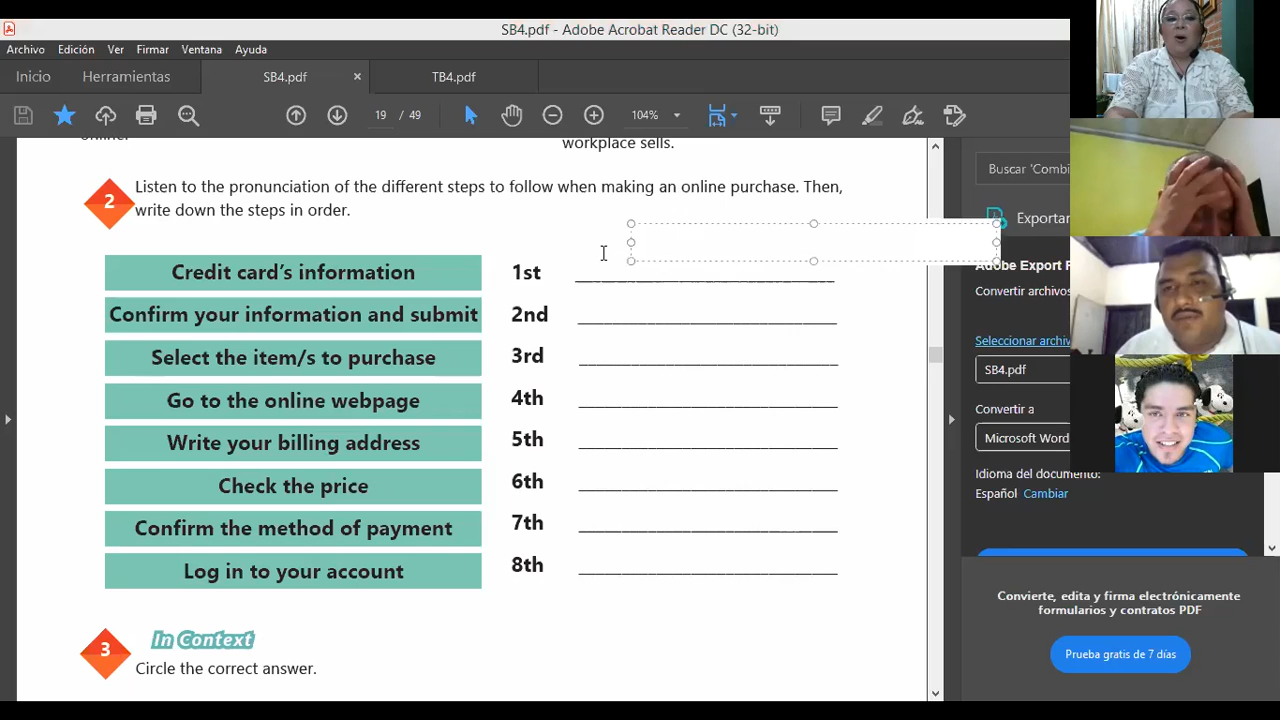 SB4.pdf - Adobe Acrobat Reader DC (32-bit)
Archivo Edición Ver Firmar Ventana Ayuda
Inicio Herramientas SB4.pdf × TB4.pdf
19 / 49 104%
workplace sells.
2 Listen to the pronunciation of the different steps to follow when making an online purchase. Then,
write down the steps in order.
Credit card's information 1st
Confirm your information and submit 2nd
Select the item/s to purchase 3rd
Go to the online webpage 4th
Write your billing address 5th
Check the price 6th
Confirm the method of payment 7th
Log in to your account 8th
3 In Context
Circle the correct answer.
Buscar 'Combi
Exportar
Adobe Export P
Convertir archivos
Seleccionar archiv
SB4.pdf
Convertir a
Microsoft Word
Idioma del documento:
Español Cambiar
Convierte, edita y firma electrónicamente
formularios y contratos PDF
Prueba gratis de 7 días